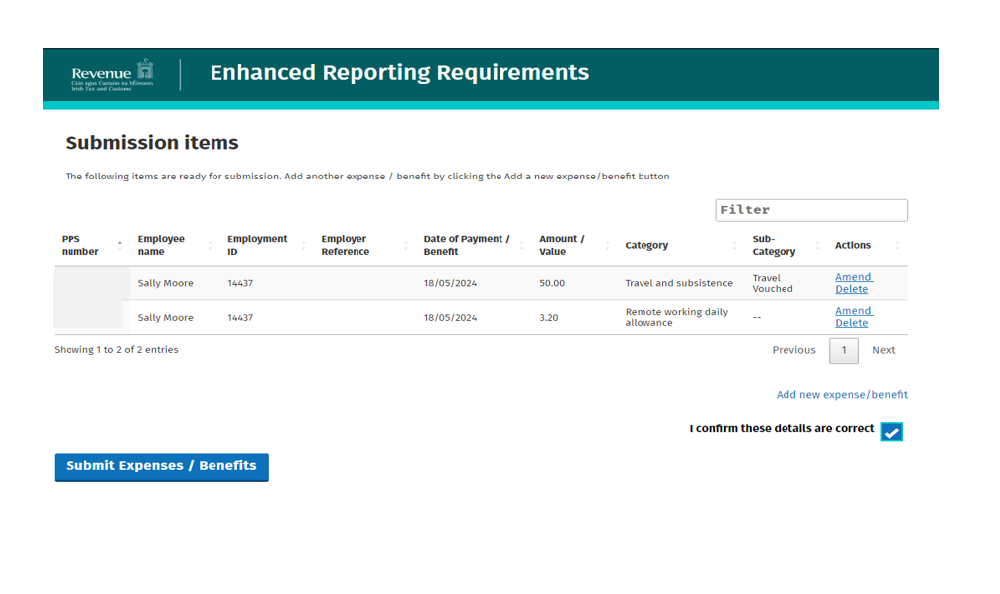 Revenue
Cáin agus Custaim na hÉireann
Irish Tax and Customs
Enhanced Reporting Requirements
Submission items
The following items are ready for submission. Add another expense / benefit by clicking the Add a new expense/benefit button
Filter
PPS number Employee name Employment ID Employer Reference Date of Payment / Benefit Amount / Value Category Sub-Category Actions
Sally Moore 14437 18/05/2024 50.00 Travel and subsistence Travel Vouched Amend Delete
Sally Moore 14437 18/05/2024 3.20 Remote working daily allowance -- Amend Delete
Showing 1 to 2 of 2 entries
Previous 1 Next
Add new expense/benefit
I confirm these details are correct
Submit Expenses / Benefits